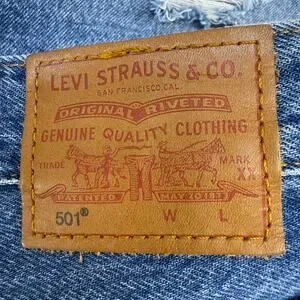 LEVI STRAUSS & CO.
SAN FRANCISCO, CAL.
ORIGINAL RIVETED
GENUINE QUALITY CLOTHING
TRADE MARK
XX
PATENTED MAY 20 1873
501® W L